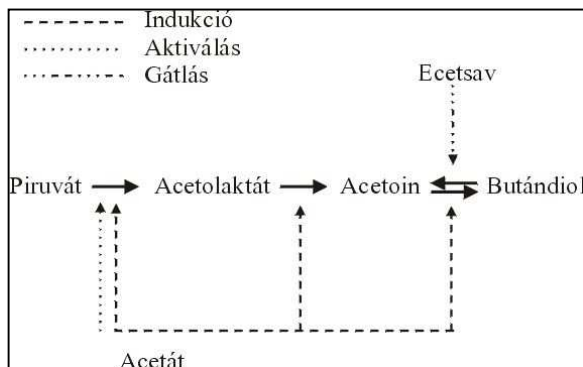 Indukció
Aktiválás
Gátlás
Ecetsav
Piruvát Acetolaktát Acetoin Butándiol
Acetát